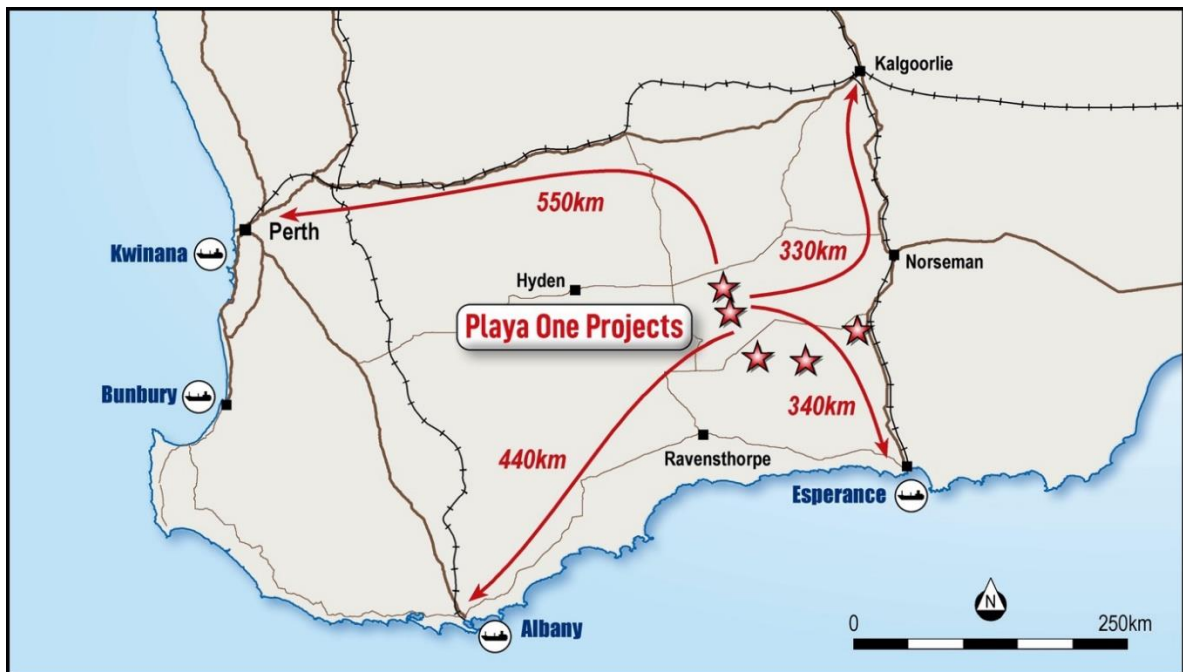 Kalgoorlie
550km
Perth
Kwinana
330km
Norseman
Hyden
Playa One Projects
Bunbury
340km
440km
Ravensthorpe
Esperance
N
0
250km
Albany